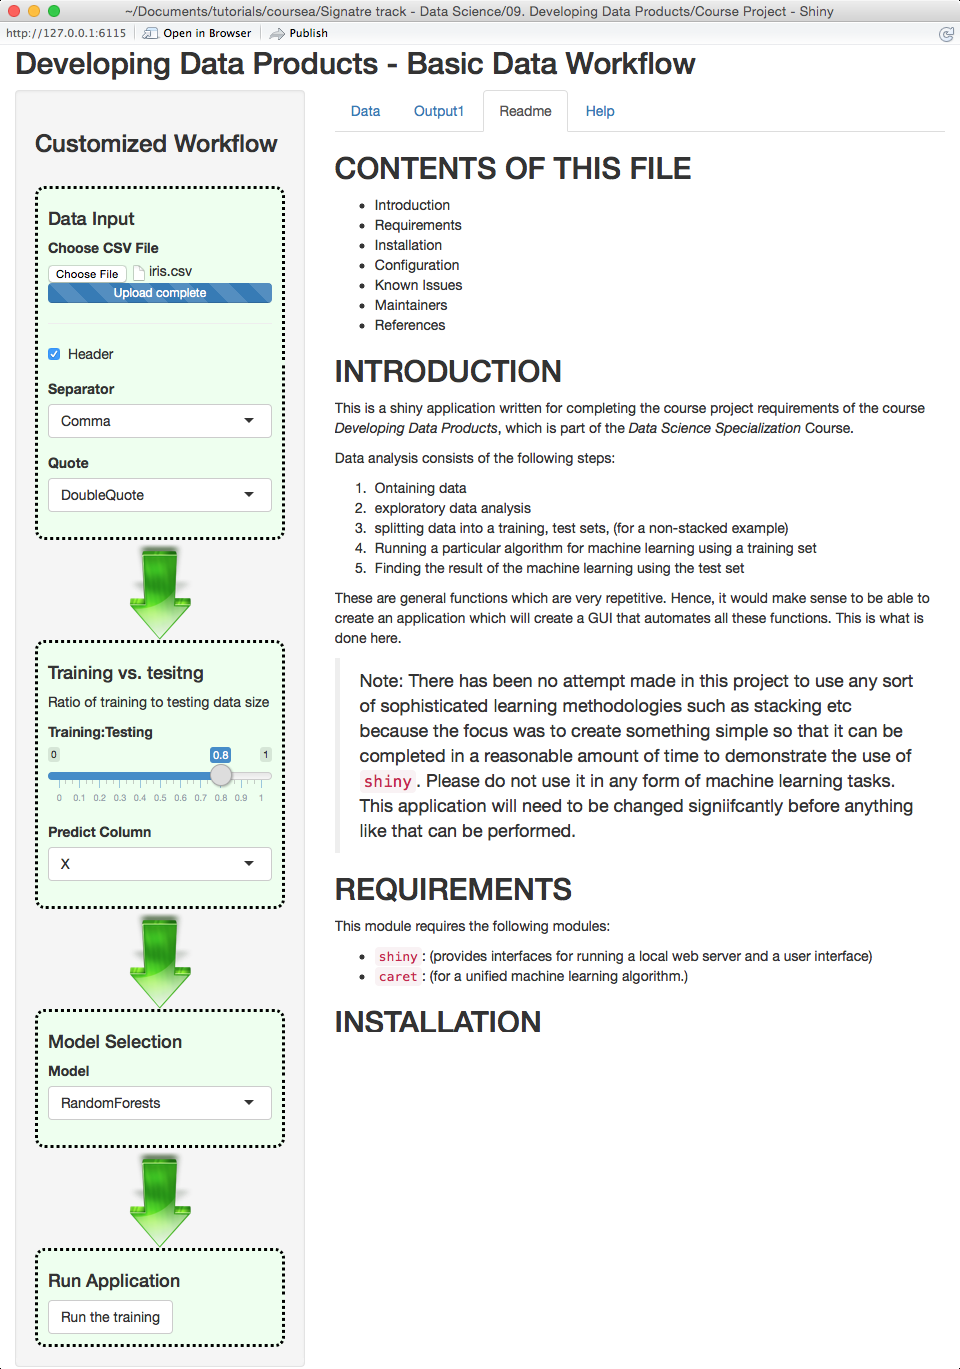 ~/Documents/tutorials/coursea/Signatre track - Data Science/09. Developing Data Products/Course Project - Shiny
http://127.0.0.1:6115 Open in Browser Publish
Developing Data Products - Basic Data Workflow
Customized Workflow
Data Input
Choose CSV File
Choose File iris.csv
Upload complete
Header
Separator
Comma
Quote
DoubleQuote
Training vs. tesitng
Ratio of training to testing data size
Training:Testing
0 0.8 1
0 0.1 0.2 0.3 0.4 0.5 0.6 0.7 0.8 0.9 1
Predict Column
X
Model Selection
Model
RandomForests
Run Application
Run the training
Data Output1 Readme Help
CONTENTS OF THIS FILE
• Introduction
• Requirements
• Installation
• Configuration
• Known Issues
• Maintainers
• References
INTRODUCTION
This is a shiny application written for completing the course project requirements of the course
Developing Data Products, which is part of the Data Science Specialization Course.
Data analysis consists of the following steps:
1. Ontaining data
2. exploratory data analysis
3. splitting data into a training, test sets, (for a non-stacked example)
4. Running a particular algorithm for machine learning using a training set
5. Finding the result of the machine learning using the test set
These are general functions which are very repetitive. Hence, it would make sense to be able to
create an application which will create a GUI that automates all these functions. This is what is
done here.
Note: There has been no attempt made in this project to use any sort
of sophisticated learning methodologies such as stacking etc
because the focus was to create something simple so that it can be
completed in a reasonable amount of time to demonstrate the use of
shiny. Please do not use it in any form of machine learning tasks.
This application will need to be changed signiifcantly before anything
like that can be performed.
REQUIREMENTS
This module requires the following modules:
• shiny: (provides interfaces for running a local web server and a user interface)
• caret: (for a unified machine learning algorithm.)
INSTALLATION